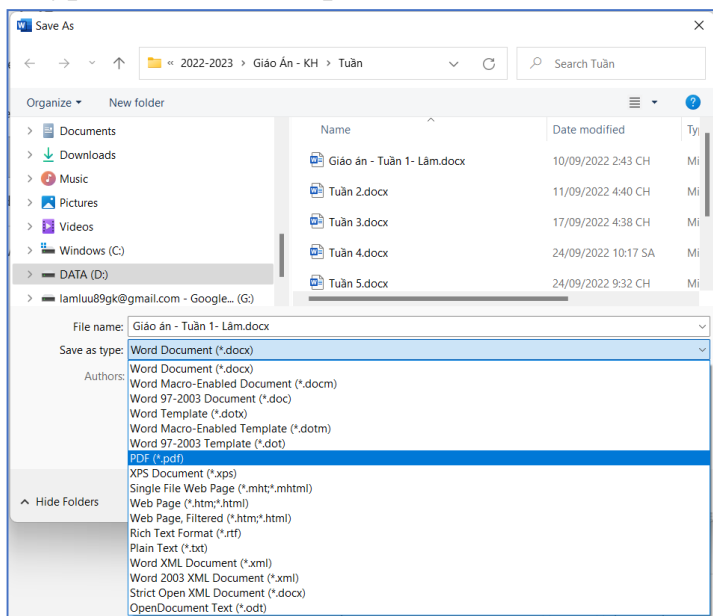 Save As
« 2022-2023 › Giáo Án - KH › Tuần
Search Tuần
Organize New folder
Name Date modified
Documents
Downloads
Music
Pictures
Videos
Windows (C:)
DATA (D:)
lamluu89gk@gmail.com - Google... (G:)
Giáo án - Tuần 1- Lâm.docx 10/09/2022 2:43 CH
Tuần 2.docx 11/09/2022 4:40 CH
Tuần 3.docx 17/09/2022 4:38 CH
Tuần 4.docx 24/09/2022 10:17 SA
Tuần 5.docx 24/09/2022 9:32 CH
File name: Giáo án - Tuần 1- Lâm.docx
Save as type: Word Document (*.docx)
Authors:
Word Document (*.docx)
Word Macro-Enabled Document (*.docm)
Word 97-2003 Document (*.doc)
Word Template (*.dotx)
Word Macro-Enabled Template (*.dotm)
Word 97-2003 Template (*.dot)
PDF (*.pdf)
XPS Document (*.xps)
Single File Web Page (*.mht;*.mhtml)
Web Page (*.htm;*.html)
Web Page, Filtered (*.htm;*.html)
Rich Text Format (*.rtf)
Plain Text (*.txt)
Word XML Document (*.xml)
Word 2003 XML Document (*.xml)
Strict Open XML Document (*.docx)
OpenDocument Text (*.odt)
Hide Folders